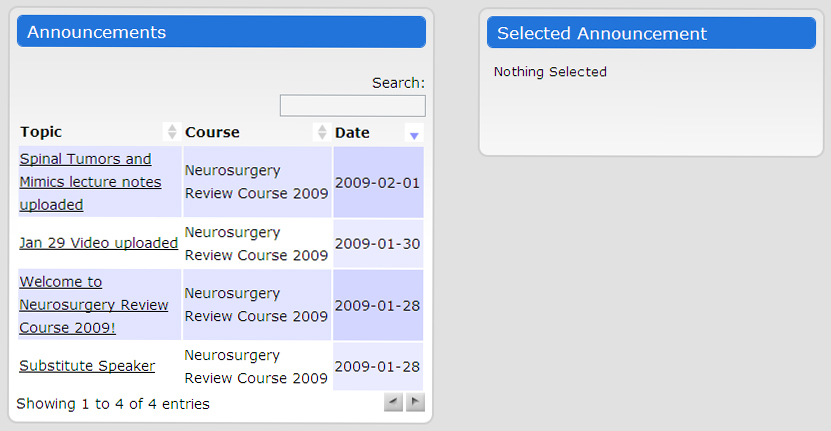 Announcements
Search:
Topic Course Date
Spinal Tumors and
Mimics lecture notes
uploaded
Neurosurgery
Review Course 2009
2009-02-01
Jan 29 Video uploaded
Neurosurgery
Review Course 2009
2009-01-30
Welcome to
Neurosurgery Review
Course 2009!
Neurosurgery
Review Course 2009
2009-01-28
Substitute Speaker
Neurosurgery
Review Course 2009
2009-01-28
Showing 1 to 4 of 4 entries
Selected Announcement
Nothing Selected